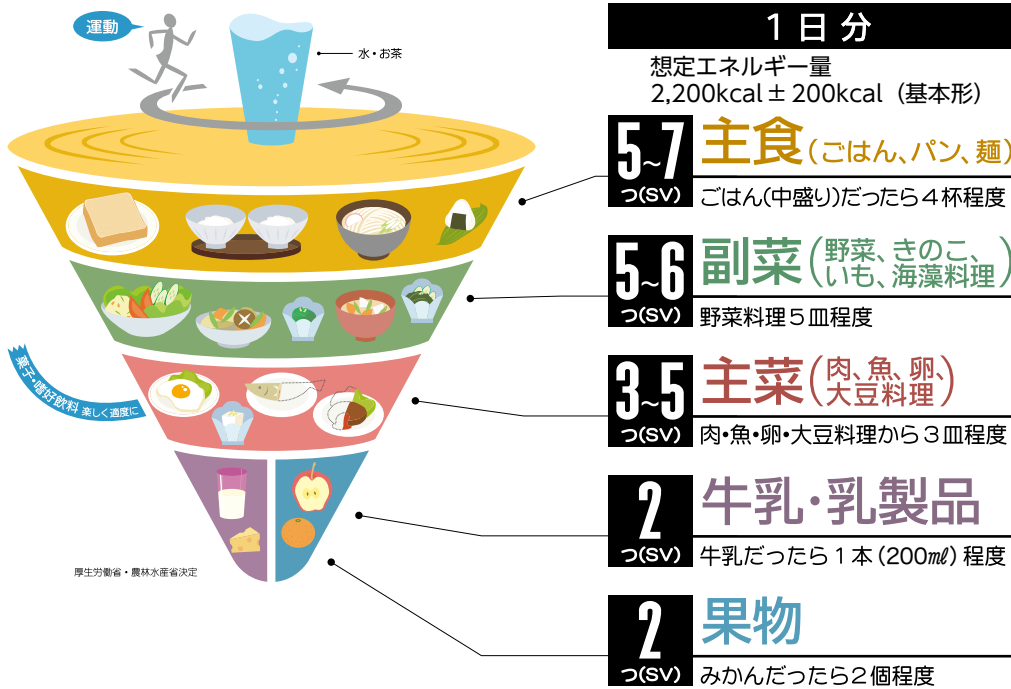 運動
水・お茶
菓子・嗜好飲料 楽しく適度に
厚生労働省・農林水産省決定
1日分
想定エネルギー量
2,200kcal±200kcal (基本形)
5~7
つ(SV)
主食(ごはん、パン、麺)
ごはん(中盛り)だったら4杯程度
5~6
つ(SV)
副菜(野菜、きのこ、
いも、海藻料理)
野菜料理5皿程度
3~5
つ(SV)
主菜(肉、魚、卵、
大豆料理)
肉・魚・卵・大豆料理から3皿程度
2
つ(SV)
牛乳・乳製品
牛乳だったら1本(200㎖)程度
2
つ(SV)
果物
みかんだったら2個程度